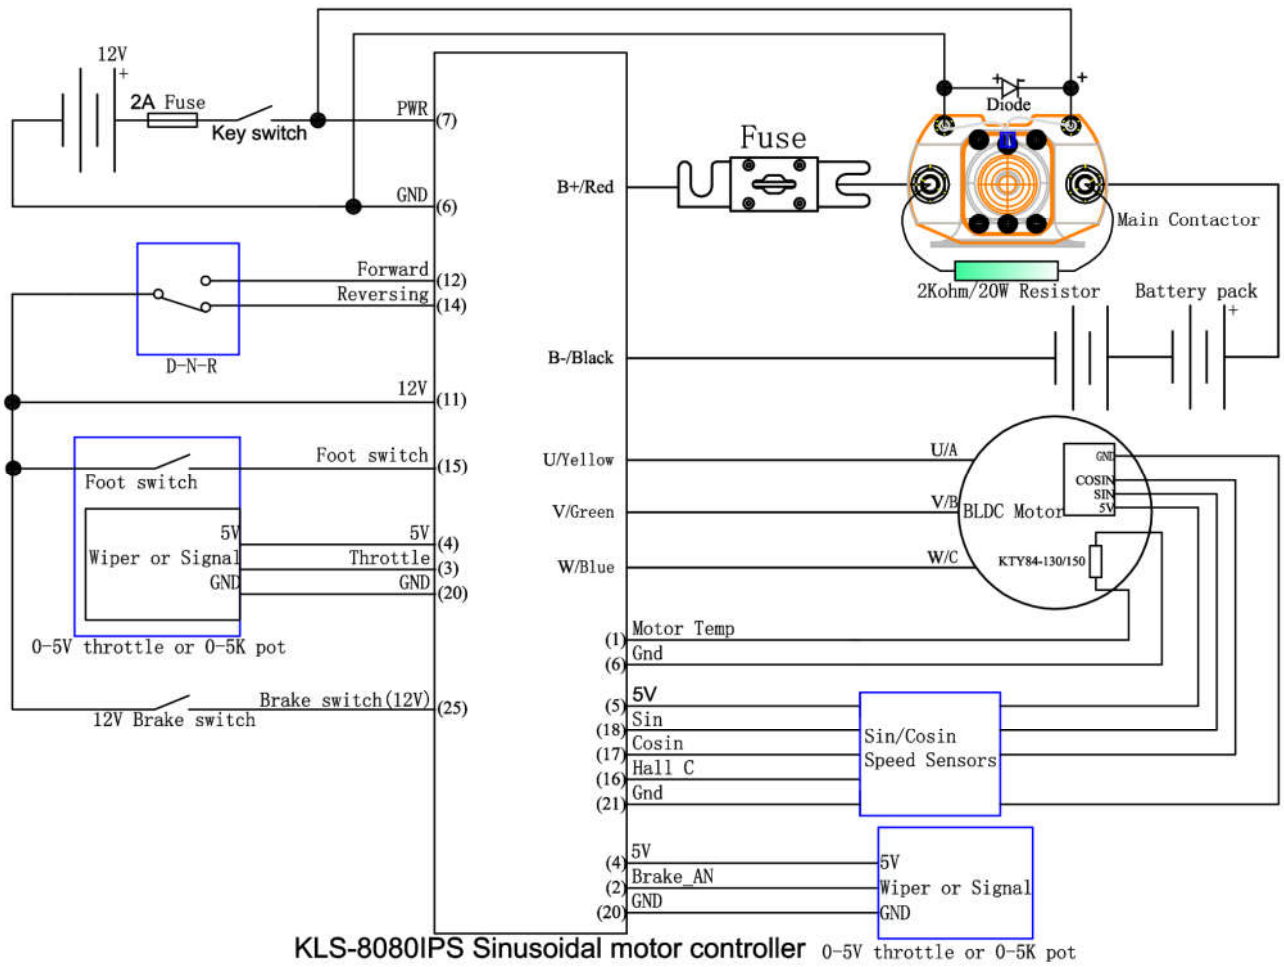 12V
+
2A Fuse
Key switch
PWR
(7)
GND
(6)
Forward
(12)
Reversing
(14)
D-N-R
12V
(11)
Foot switch
(15)
Foot switch
5V
5V
(4)
Wiper or Signal
Throttle
(3)
GND
GND
(20)
0-5V throttle or 0-5K pot
Brake switch(12V)
(25)
12V Brake switch
B+/Red
Fuse
+
Diode
+
Main Contactor
2Kohm/20W Resistor
Battery pack
+
B-/Black
U/Yellow
U/A
V/Green
V/B
W/Blue
W/C
BLDC Motor
GND
COSIN
SIN
5V
KTY84-130/150
(1)
Motor Temp
(6)
Gnd
(5)
5V
(18)
Sin
(17)
Cosin
(16)
Hall C
(21)
Gnd
Sin/Cosin
Speed Sensors
(4)
5V
5V
(2)
Brake_AN
Wiper or Signal
(20)
GND
GND
KLS-8080IPS Sinusoidal motor controller
0-5V throttle or 0-5K pot